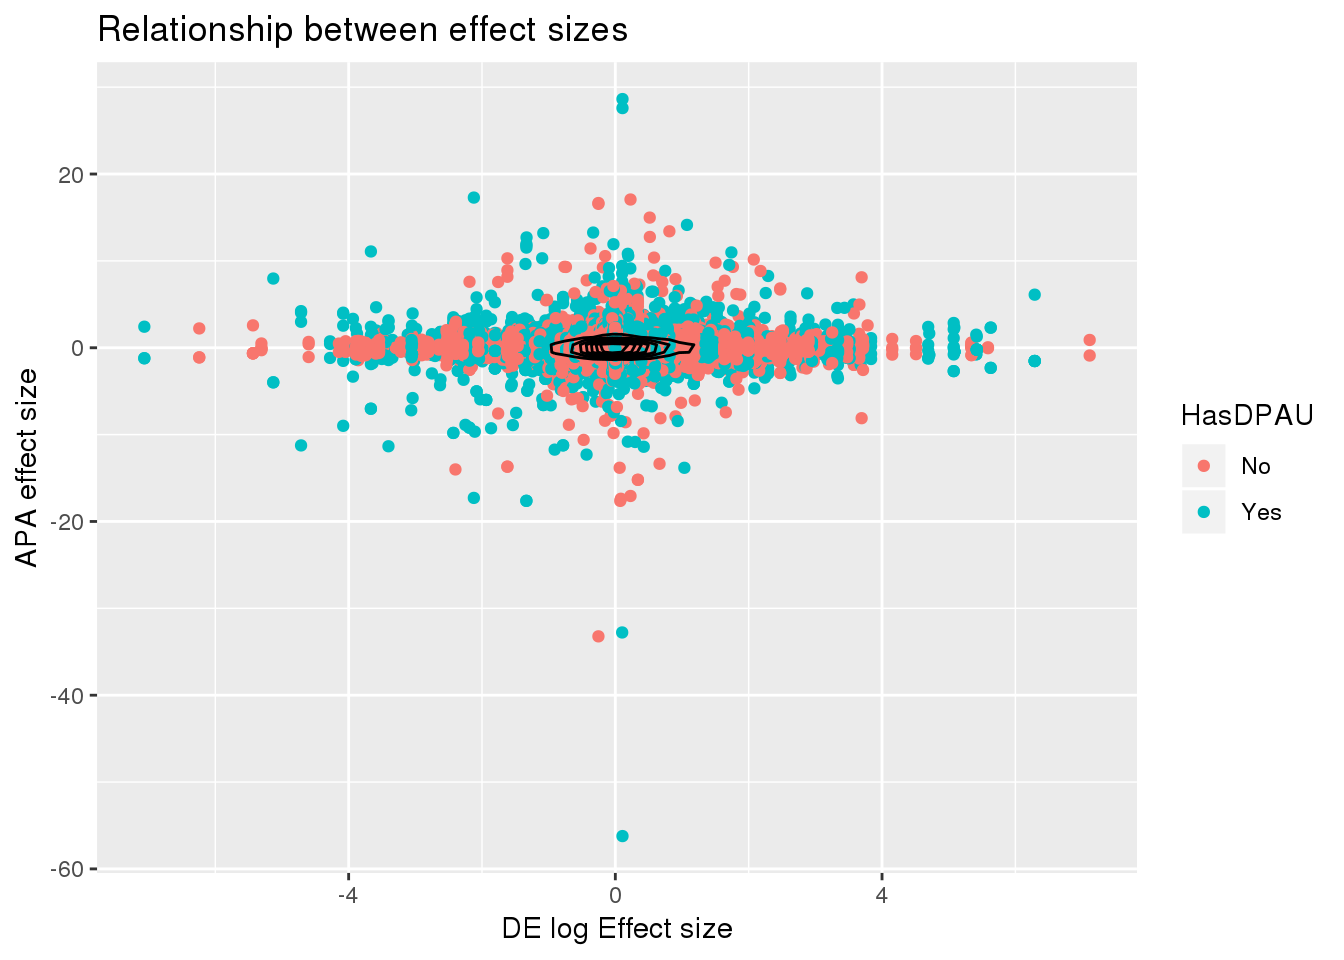 Relationship between effect sizes
20
0
-20
-40
-60
APA effect size
-4
0
4
DE log Effect size
HasDPAU
No
Yes